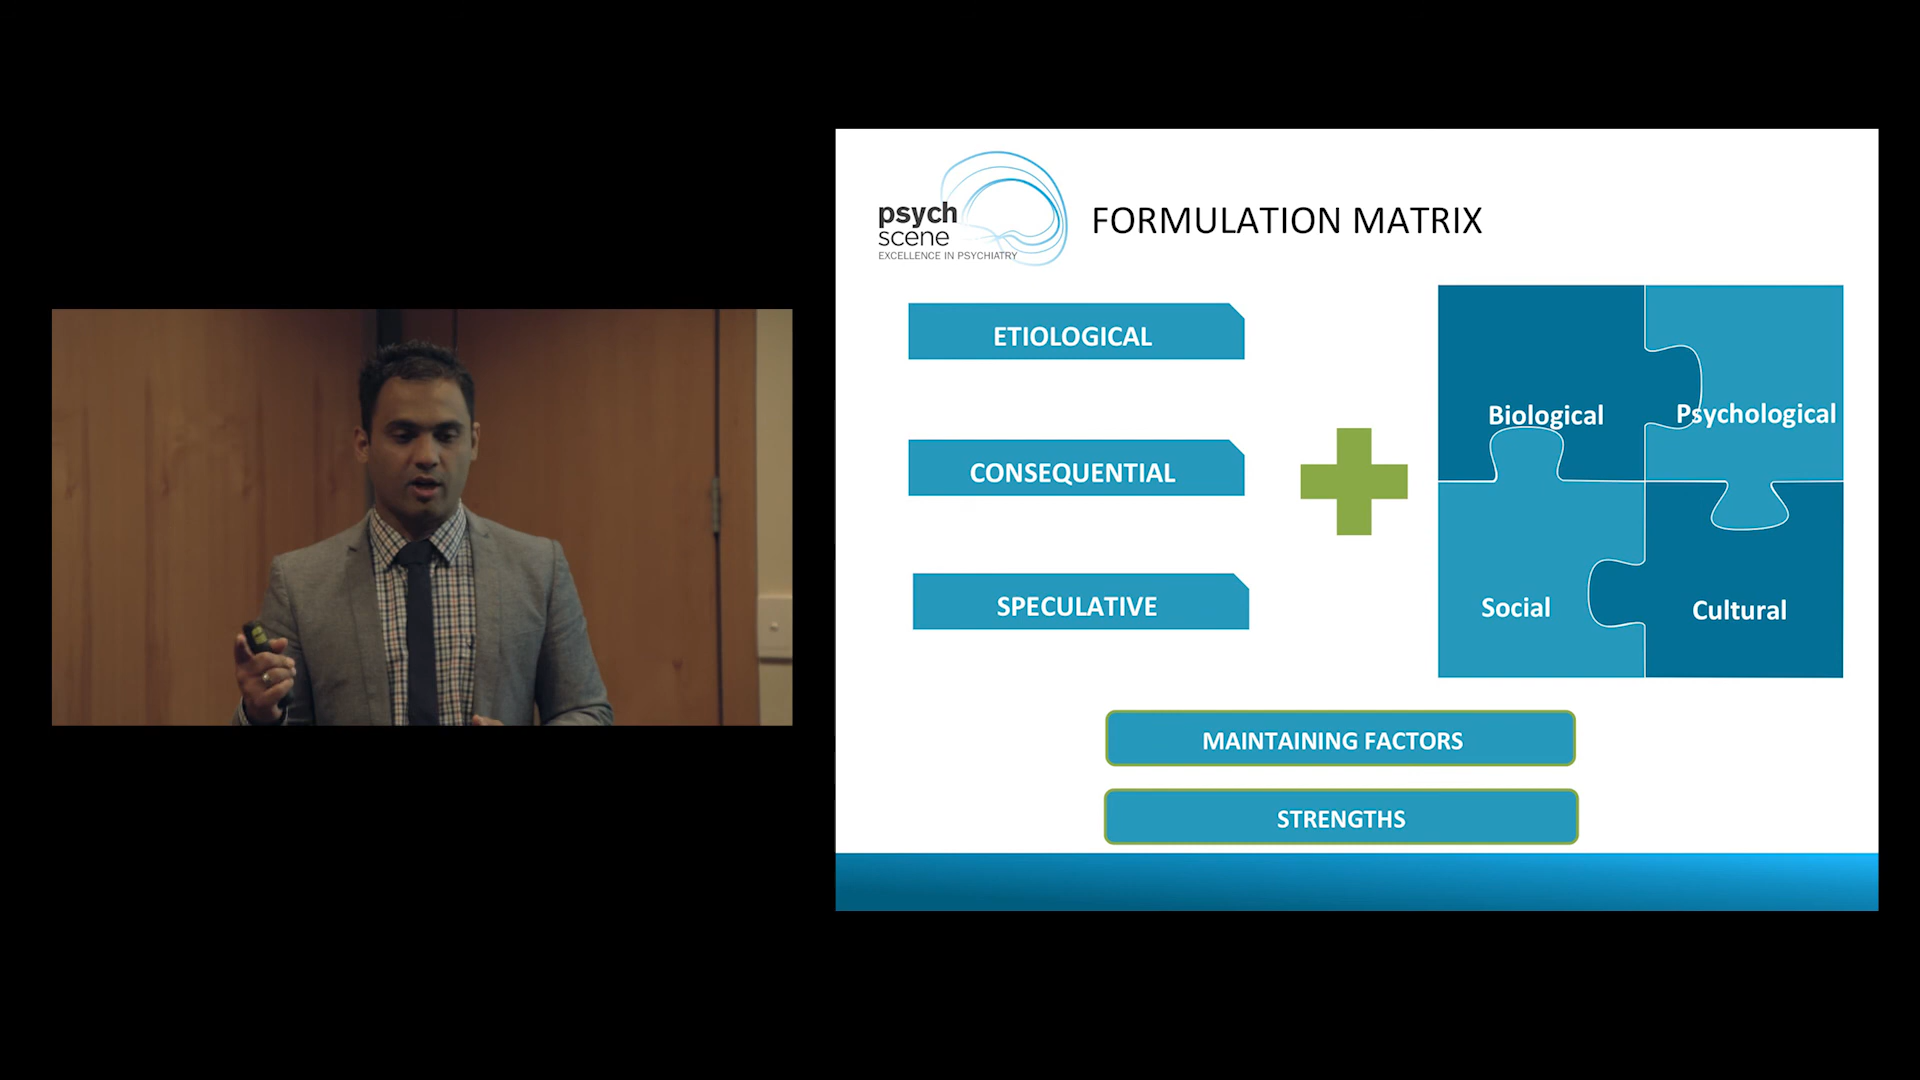 psych
scene
EXCELLENCE IN PSYCHIATRY
FORMULATION MATRIX
ETIOLOGICAL
CONSEQUENTIAL
SPECULATIVE
Biological
Psychological
Social
Cultural
MAINTAINING FACTORS
STRENGTHS